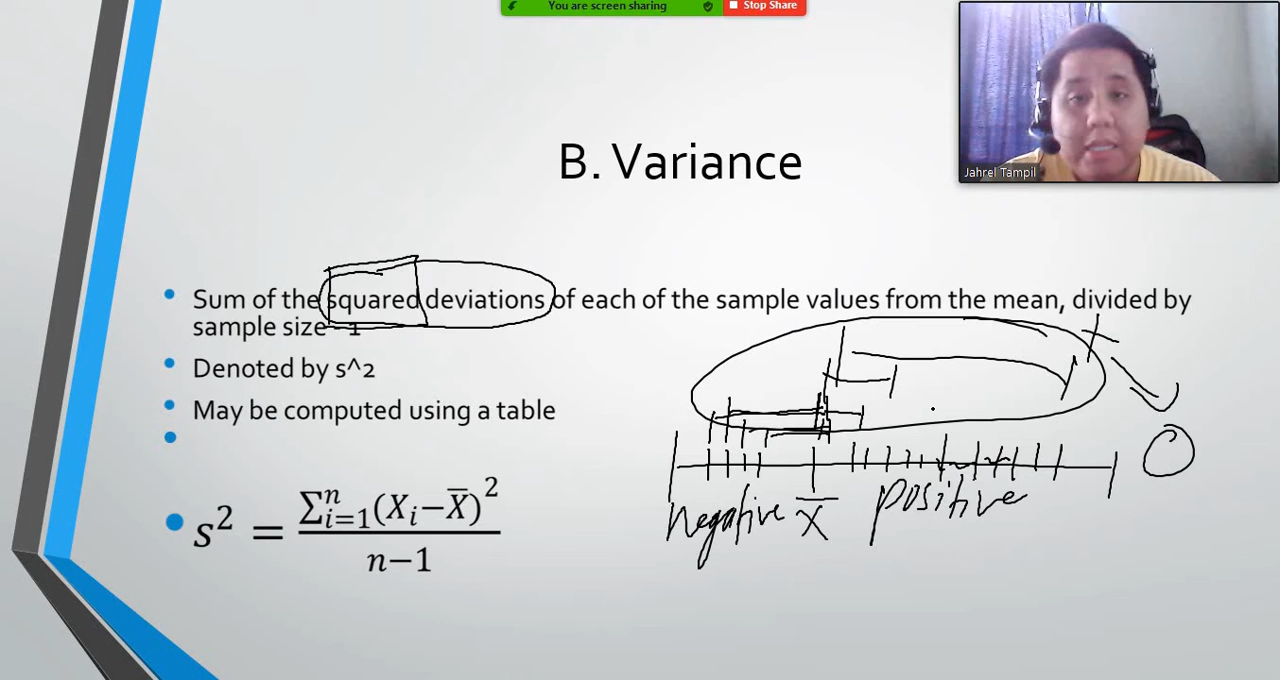 You are screen sharing
Stop Share
Jahrel Tampil
B. Variance
Sum of the squared deviations of each of the sample values from the mean, divided by
sample size – 1
Denoted by s^2
May be computed using a table
s² = ∑ⁿᵢ₌₁(Xᵢ−X̅)² / n−1
+
0
negative X̅ positive